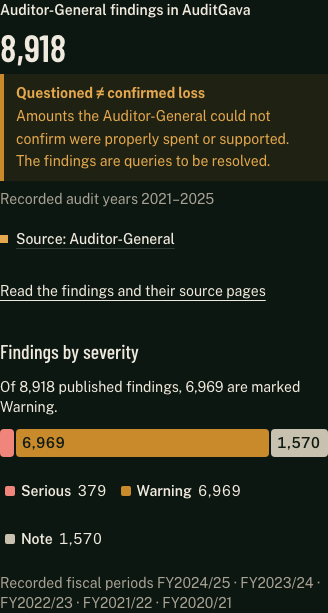 Auditor-General findings in AuditGava
8,918
Questioned ≠ confirmed loss
Amounts the Auditor-General could not
confirm were properly spent or supported.
The findings are queries to be resolved.
Recorded audit years 2021–2025
Source: Auditor-General
Read the findings and their source pages
Findings by severity
Of 8,918 published findings, 6,969 are marked
Warning.
6,969 1,570
Serious 379 Warning 6,969
Note 1,570
Recorded fiscal periods FY2024/25 · FY2023/24 ·
FY2022/23 · FY2021/22 · FY2020/21